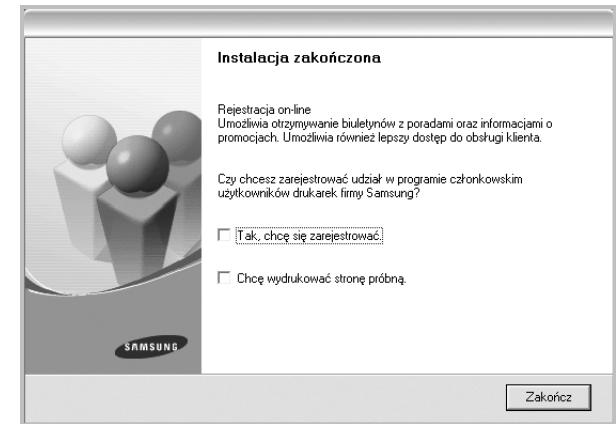 Instalacja zakończona
Rejestracja on-line
Umożliwia otrzymywanie biuletynów z poradami oraz informacjami o
promocjach. Umożliwia również lepszy dostęp do obsługi klienta.
Czy chcesz zarejestrować udział w programie członkowskim
użytkowników drukarek firmy Samsung?
Tak, chcę się zarejestrować.
Chcę wydrukować stronę próbną.
SAMSUNG
Zakończ